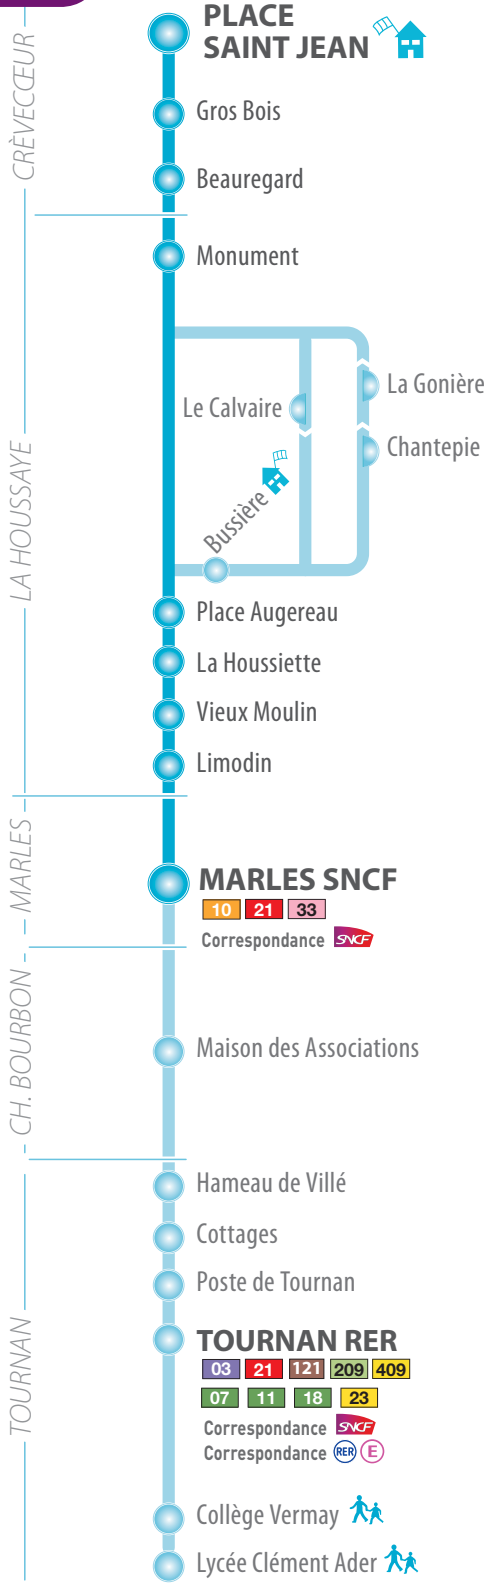 PLACE
SAINT JEAN
CRÈVECŒUR
Gros Bois
Beauregard
Monument
LA HOUSSAYE
La Gonière
Le Calvaire
Chantepie
Bussière
Place Augereau
La Houssiette
Vieux Moulin
Limodin
MARLES
MARLES SNCF
10 21 33
Correspondance SNCF
CH. BOURBON
Maison des Associations
TOURNAN
Hameau de Villé
Cottages
Poste de Tournan
TOURNAN RER
03 21 121 209 409
07 11 18 23
Correspondance SNCF
Correspondance RER E
Collège Vermay
Lycée Clément Ader